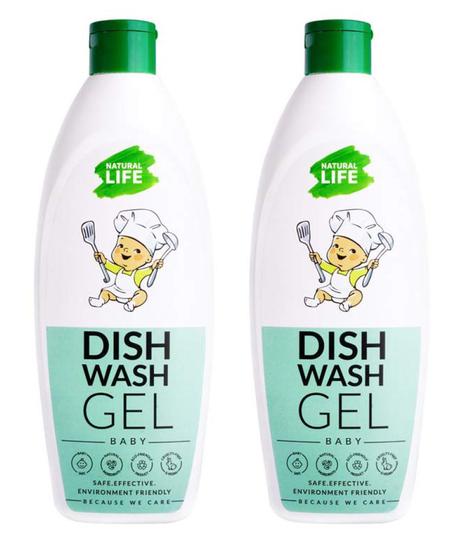 NATURAL
LIFE
DISH
WASH
GEL
BABY
SAFE.EFFECTIVE.
ENVIRONMENT FRIENDLY
BECAUSE WE CARE
NATURAL
LIFE
DISH
WASH
GEL
BABY
SAFE.EFFECTIVE.
ENVIRONMENT FRIENDLY
BECAUSE WE CARE